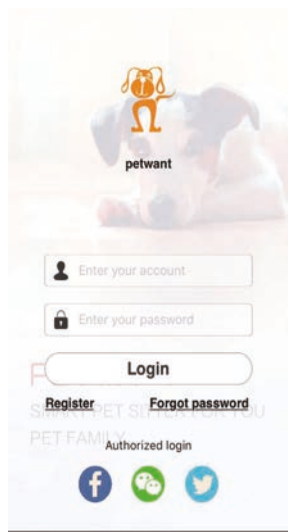 petwant
Enter your account
Enter your password
Login
Register Forgot password
SMART PET SITTER FOR YOU
PET FAMILY
Authorized login